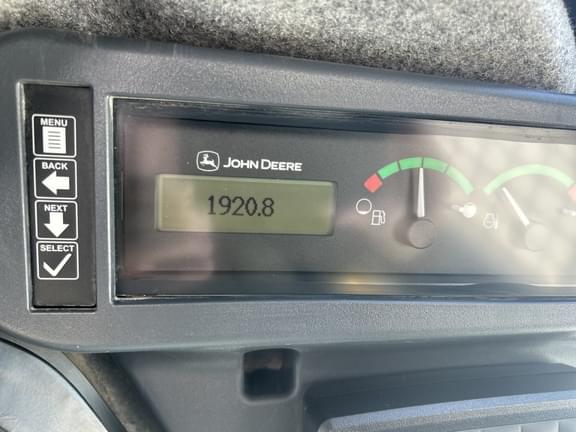 MENU
BACK
NEXT
SELECT
JOHN DEERE
1920.8